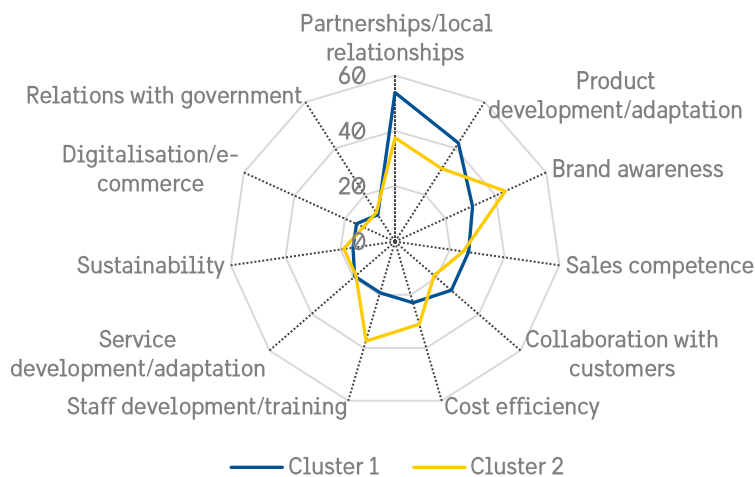 Partnerships/local
relationships
60
Product
development/adaptation
Relations with government
40
Digitalisation/e-
commerce
Brand awareness
20
0
Sustainability
Sales competence
Service
development/adaptation
Collaboration with
customers
Staff development/training
Cost efficiency
Cluster 1
Cluster 2